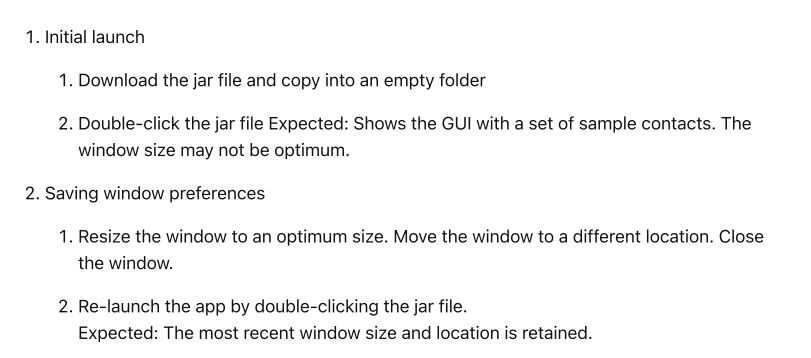 1. Initial launch
1. Download the jar file and copy into an empty folder
2. Double-click the jar file Expected: Shows the GUI with a set of sample contacts. The
window size may not be optimum.
2. Saving window preferences
1. Resize the window to an optimum size. Move the window to a different location. Close
the window.
2. Re-launch the app by double-clicking the jar file.
Expected: The most recent window size and location is retained.